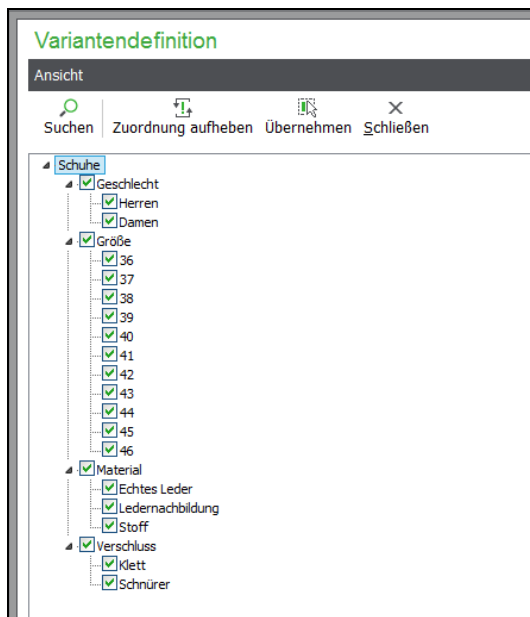 Variantendefinition
Ansicht
Suchen Zuordnung aufheben Übernehmen Schließen
Schuhe
Geschlecht
Herren
Damen
Größe
36
37
38
39
40
41
42
43
44
45
46
Material
Echtes Leder
Ledernachbildung
Stoff
Verschluss
Klett
Schnürer